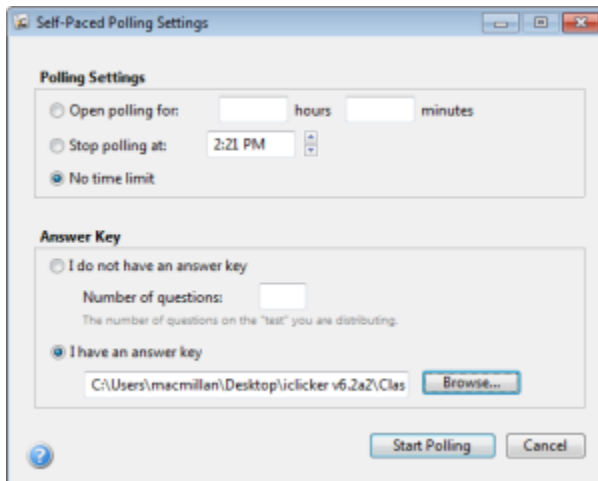 Self-Paced Polling Settings
Polling Settings
Open polling for: hours minutes
Stop polling at: 2:21 PM
No time limit
Answer Key
I do not have an answer key
Number of questions:
The number of questions on the "test" you are distributing.
I have an answer key
C:\Users\macmillan\Desktop\iclicker v6.2a2\Clas Browse...
Start Polling Cancel
?